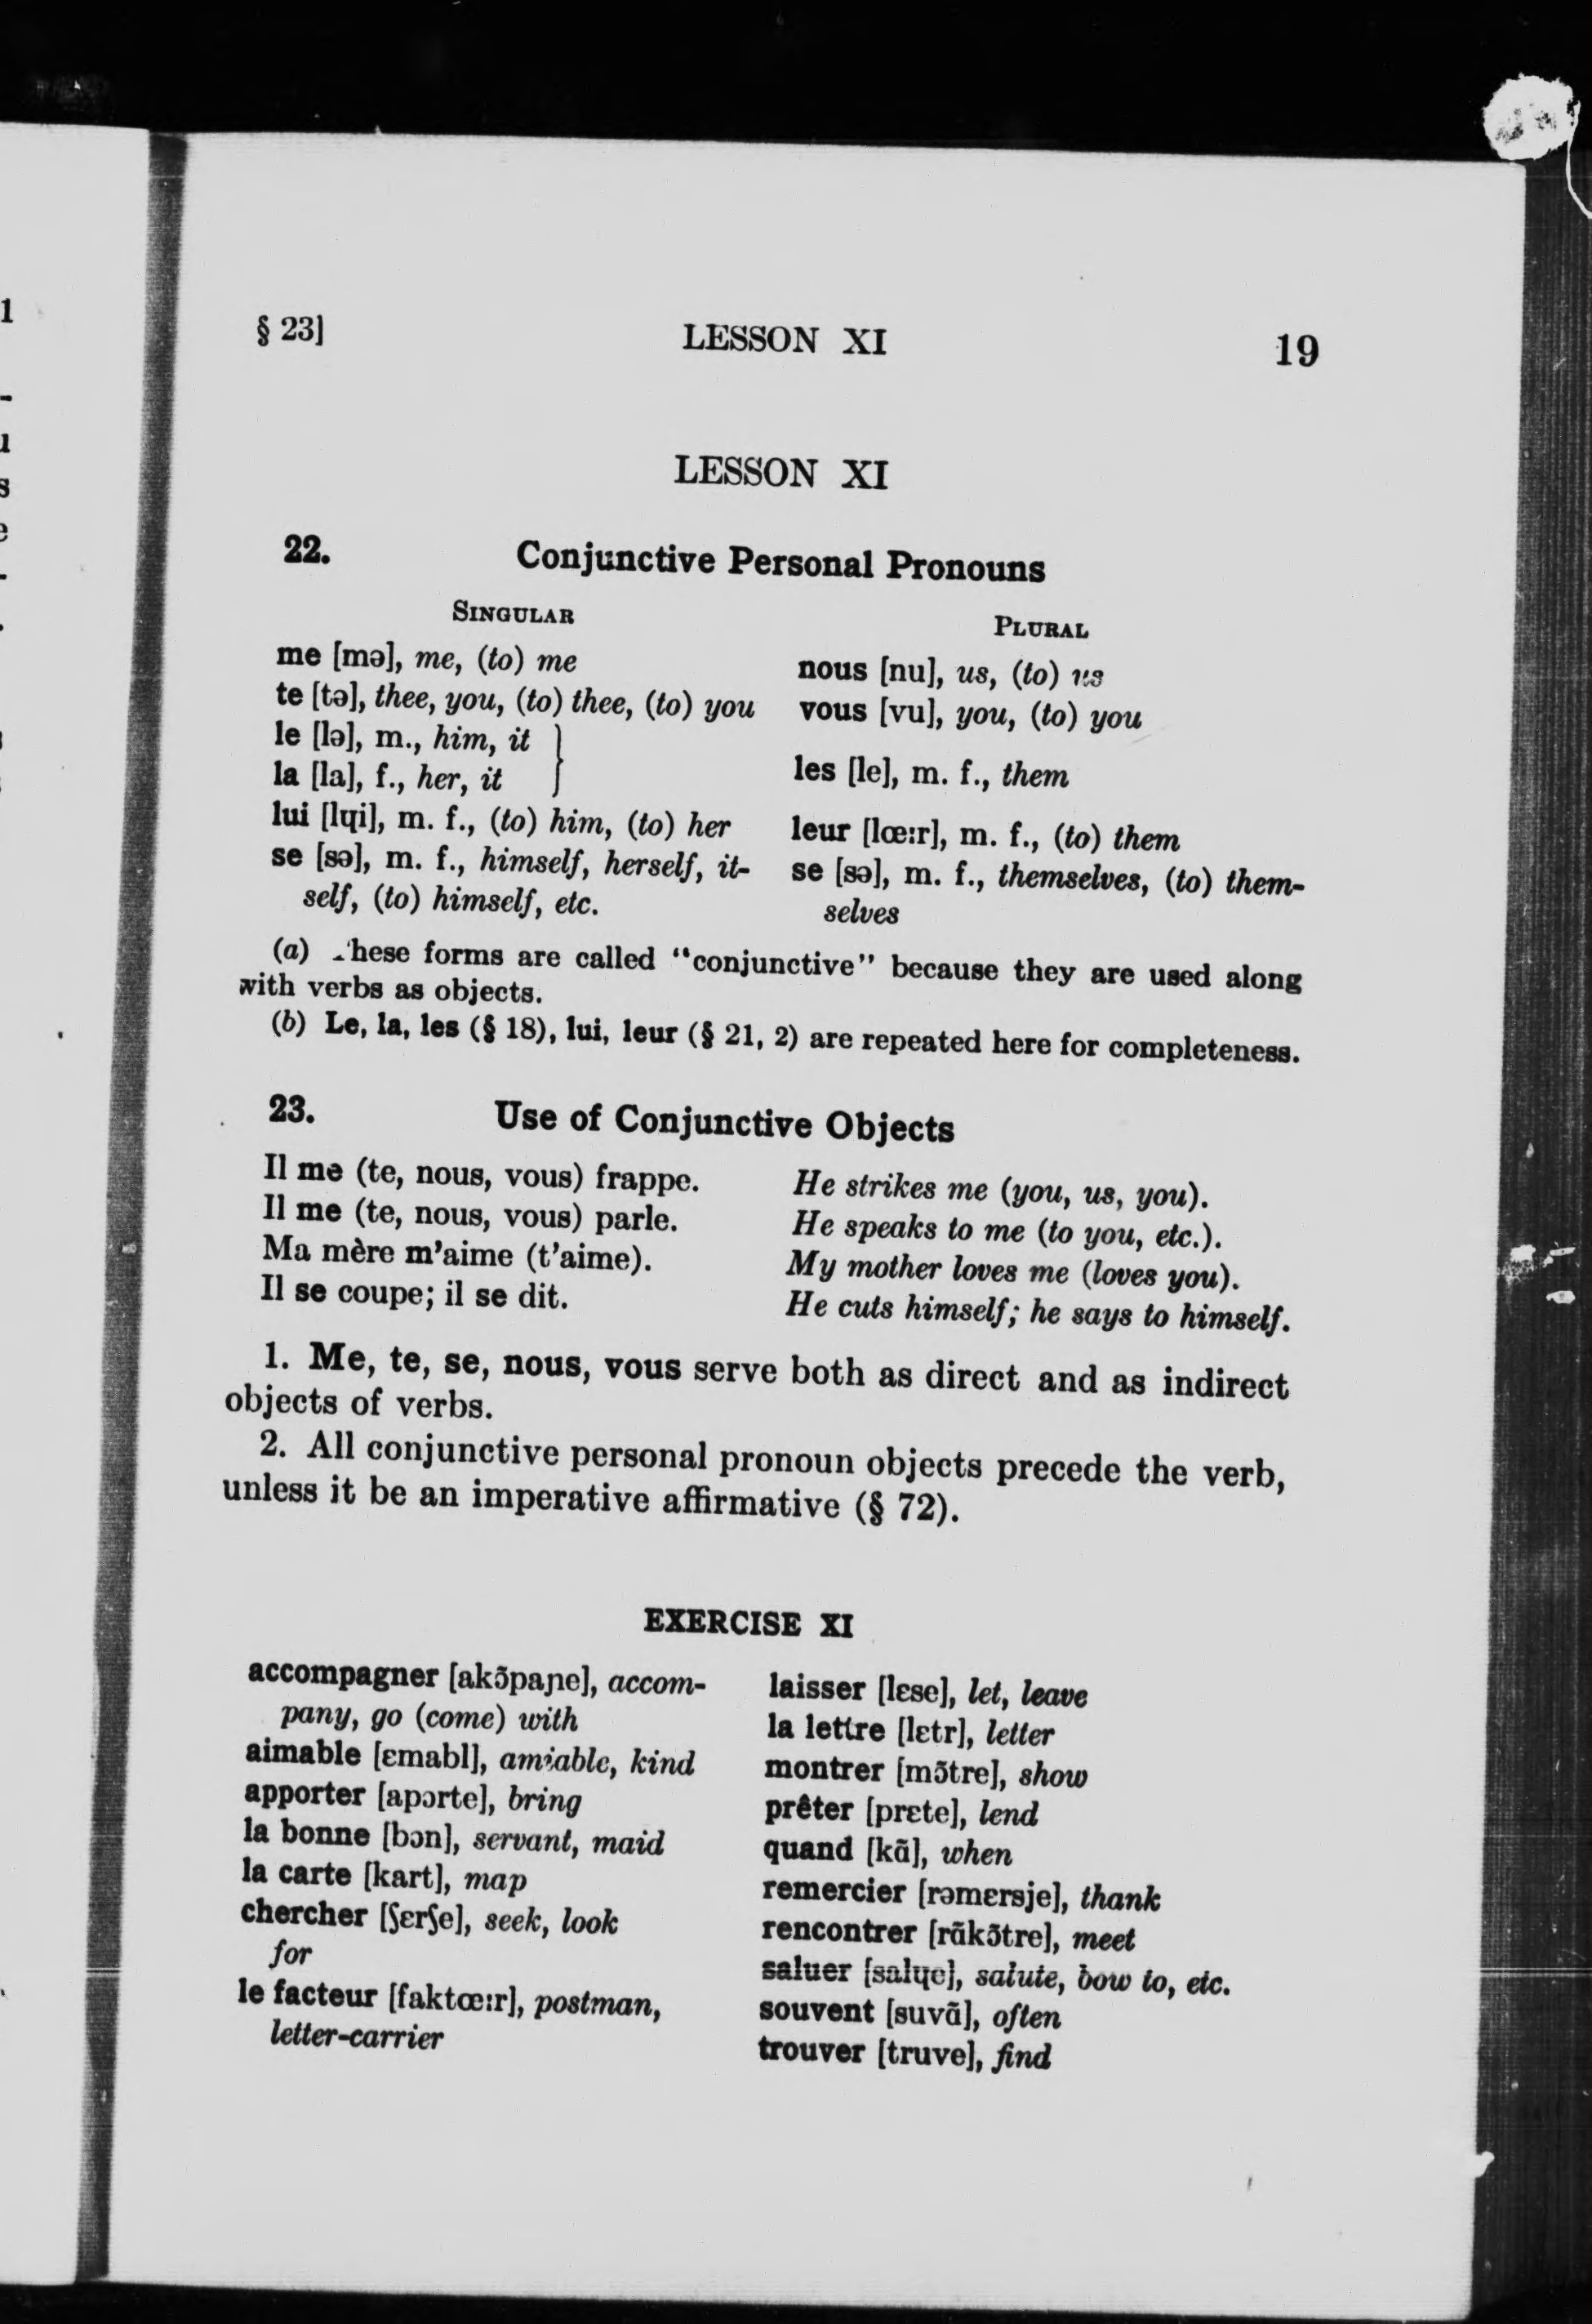 § 23]
LESSON XI
19
LESSON XI
22.
Conjunctive Personal Pronouns
SINGULAR
me [mə], me, (to) me
te [tə], thee, you, (to) thee, (to) you
le [lə], m., him, it }
la [la], f., her, it
lui [lɥi], m. f., (to) him, (to) her
se [sə], m. f., himself, herself, it-
self, (to) himself, etc.
PLURAL
nous [nu], us, (to) us
vous [vu], you, (to) you
les [le], m. f., them
leur [lœːr], m. f., (to) them
se [sə], m. f., themselves, (to) them-
selves
(a) These forms are called "conjunctive" because they are used along
with verbs as objects.
(b) Le, la, les (§ 18), lui, leur (§ 21, 2) are repeated here for completeness.
23.
Use of Conjunctive Objects
Il me (te, nous, vous) frappe.
Il me (te, nous, vous) parle.
Ma mère m'aime (t'aime).
Il se coupe; il se dit.
He strikes me (you, us, you).
He speaks to me (to you, etc.).
My mother loves me (loves you).
He cuts himself; he says to himself.
1. Me, te, se, nous, vous serve both as direct and as indirect
objects of verbs.
2. All conjunctive personal pronoun objects precede the verb,
unless it be an imperative affirmative (§ 72).
EXERCISE XI
accompagner [akɔ̃paɲe], accom-
pany, go (come) with
aimable [ɛmabl], amiable, kind
apporter [apɔrte], bring
la bonne [bɔn], servant, maid
la carte [kart], map
chercher [ʃɛrʃe], seek, look
for
le facteur [faktœːr], postman,
letter-carrier
laisser [lɛse], let, leave
la lettre [lɛtr], letter
montrer [mɔ̃tre], show
prêter [prɛte], lend
quand [kɑ̃], when
remercier [rəmɛrsje], thank
rencontrer [rɑ̃kɔ̃tre], meet
saluer [salɥe], salute, bow to, etc.
souvent [suvɑ̃], often
trouver [truve], find